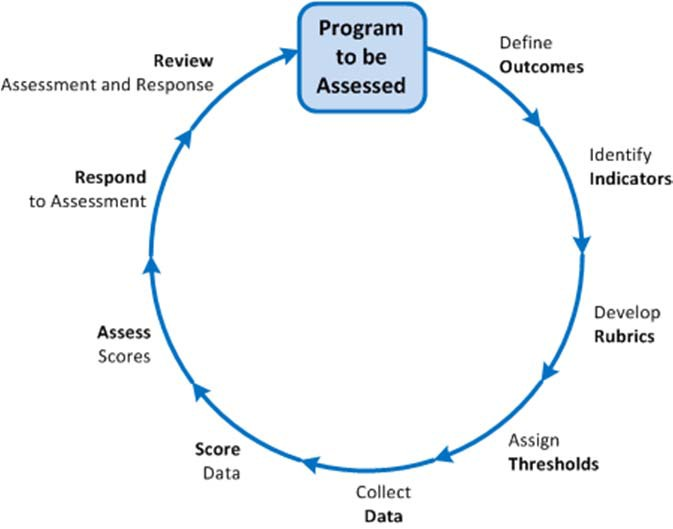 Program
to be
Assessed
Define
Outcomes
Identify
Indicators
Develop
Rubrics
Assign
Thresholds
Collect
Data
Score
Data
Assess
Scores
Respond
to Assessment
Review
Assessment and Response